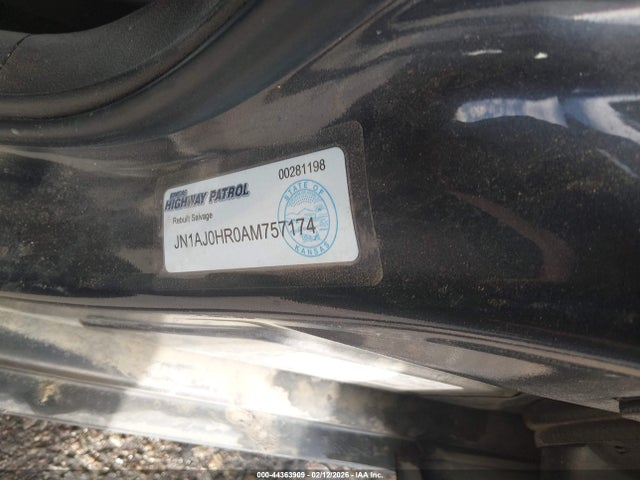 HIGHWAY PATROL
00281198
Rebuilt Salvage
JN1AJ0HR0AM757174
STATE OF
KANSAS
000-44363909 - 02/12/2026 - IAA Inc.